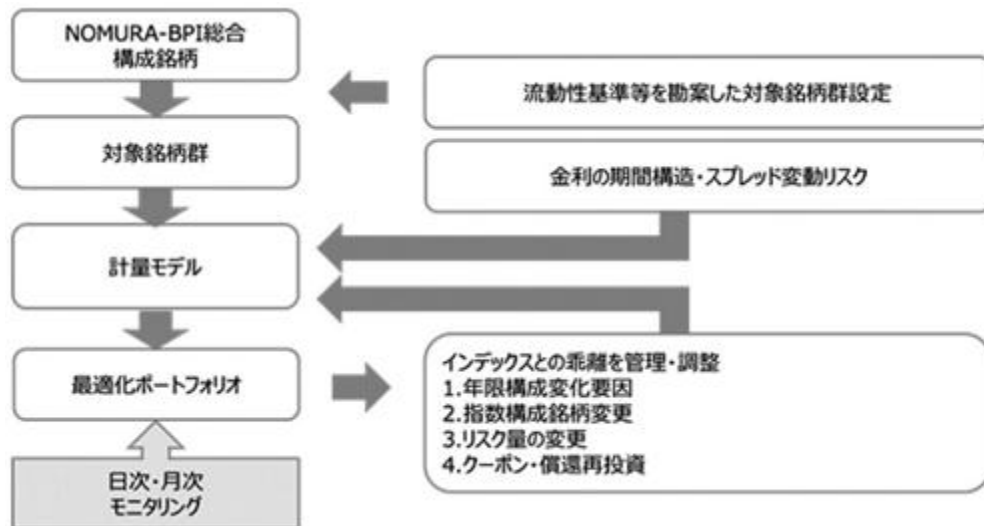 NOMURA-BPI総合
構成銘柄
流動性基準等を勘案した対象銘柄群設定
対象銘柄群
金利の期間構造・スプレッド変動リスク
計量モデル
最適化ポートフォリオ
インデックスとの乖離を管理・調整
1.年限構成変化要因
2.指数構成銘柄変更
3.リスク量の変更
4.クーポン・償還再投資
日次・月次
モニタリング